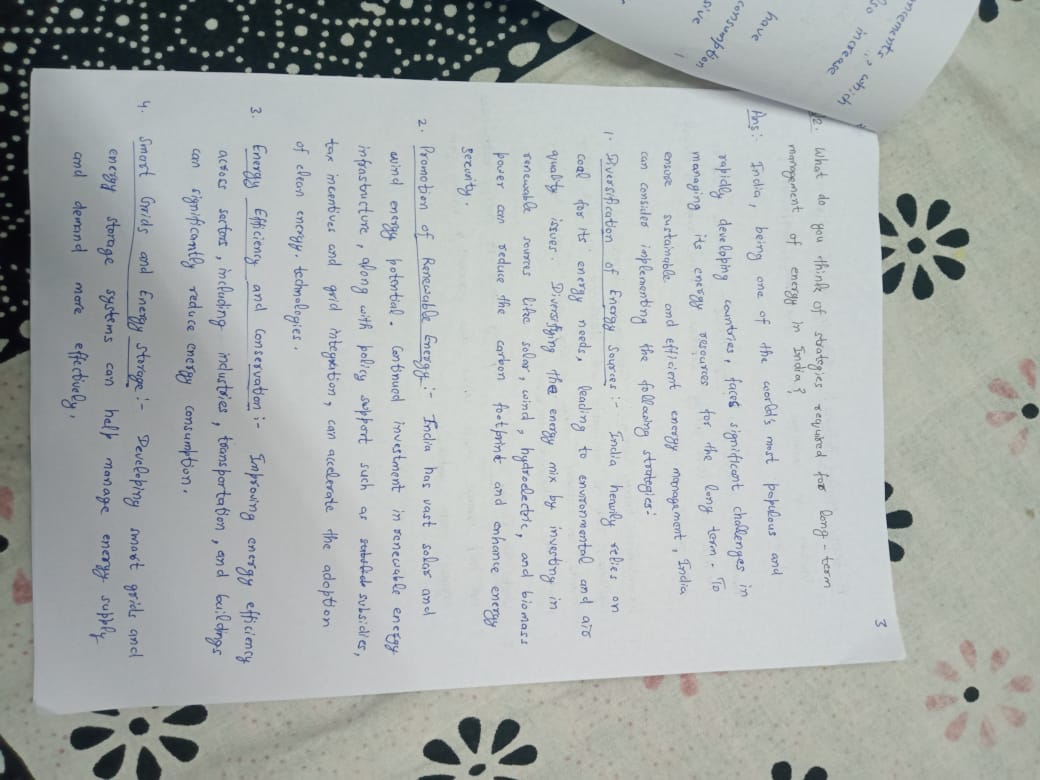 ncements, which
also increase
have
consumption
ove
3
2. What do you think of strategies required for long-term
management of energy in India?
Ans:- India, being one of the world's most populous and
rapidly developing countries, faces significant challenges in
managing its energy resources for the long term. To
ensure sustainable and efficient energy management, India
can consider implementing the following strategies:
1. Diversification of Energy Sources:- India heavily relies on
coal for its energy needs, leading to environmental and air
quality issues. Diversifying the energy mix by investing in
renewable sources like solar, wind, hydroelectric, and biomass
power can reduce the carbon footprint and enhance energy
security.
2. Promotion of Renewable Energy:- India has vast solar and
wind energy potential. Continued investment in renewable energy
infrastructure, along with policy support such as subsidies,
tax incentives and grid integration, can accelerate the adoption
of clean energy. technologies.
3. Energy Efficiency and Conservation:- Improving energy efficiency
across sectors, including industries, transportation, and buildings
can significantly reduce energy consumption.
4. Smart Grids and Energy Storage:- Developing smart grids and
energy storage systems can help manage energy supply
and demand more effectively.